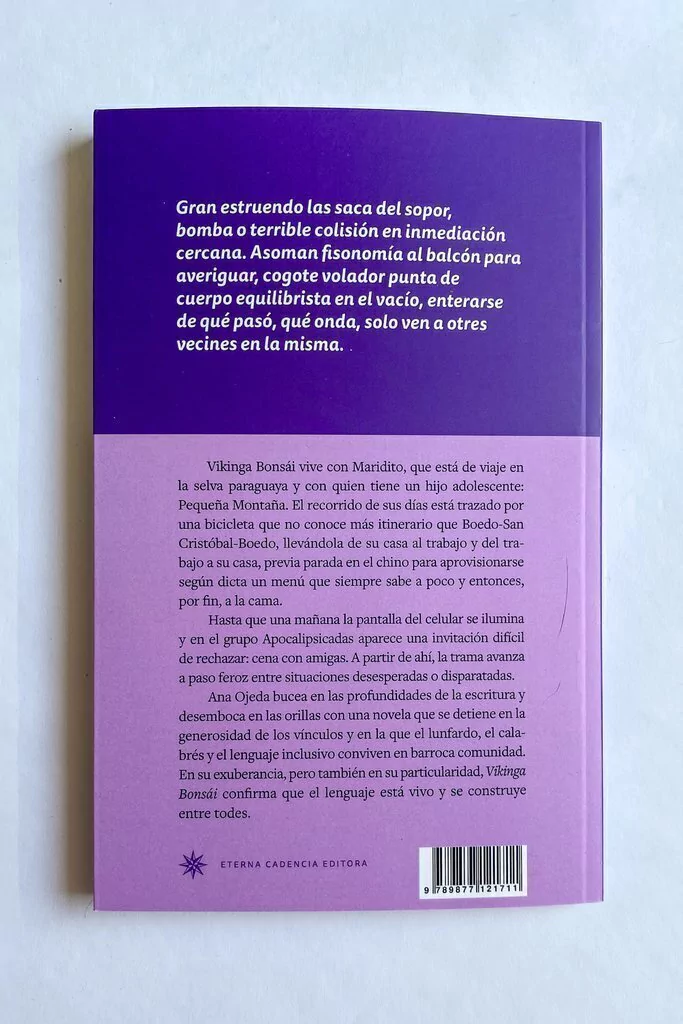 Gran estruendo las saca del sopor,
bomba o terrible colisión en inmediación
cercana. Asoman fisonomía al balcón para
averiguar, cogote volador punta de
cuerpo equilibrista en el vacío, enterarse
de qué pasó, qué onda, solo ven a otres
vecines en la misma.
Vikinga Bonsái vive con Maridito, que está de viaje en
la selva paraguaya y con quien tiene un hijo adolescente:
Pequeña Montaña. El recorrido de sus días está trazado por
una bicicleta que no conoce más itinerario que Boedo-San
Cristóbal-Boedo, llevándola de su casa al trabajo y del tra-
bajo a su casa, previa parada en el chino para aprovisionarse
según dicta un menú que siempre sabe a poco y entonces,
por fin, a la cama.
Hasta que una mañana la pantalla del celular se ilumina
y en el grupo Apocalipsicadas aparece una invitación difícil
de rechazar: cena con amigas. A partir de ahí, la trama avanza
a paso feroz entre situaciones desesperadas o disparatadas.
Ana Ojeda bucea en las profundidades de la escritura y
desemboca en las orillas con una novela que se detiene en la
generosidad de los vínculos y en la que el lunfardo, el cala-
brés y el lenguaje inclusivo conviven en barroca comunidad.
En su exuberancia, pero también en su particularidad, Vikinga
Bonsái confirma que el lenguaje está vivo y se construye
entre todes.
ETERNA CADENCIA EDITORA
9 789877 121711